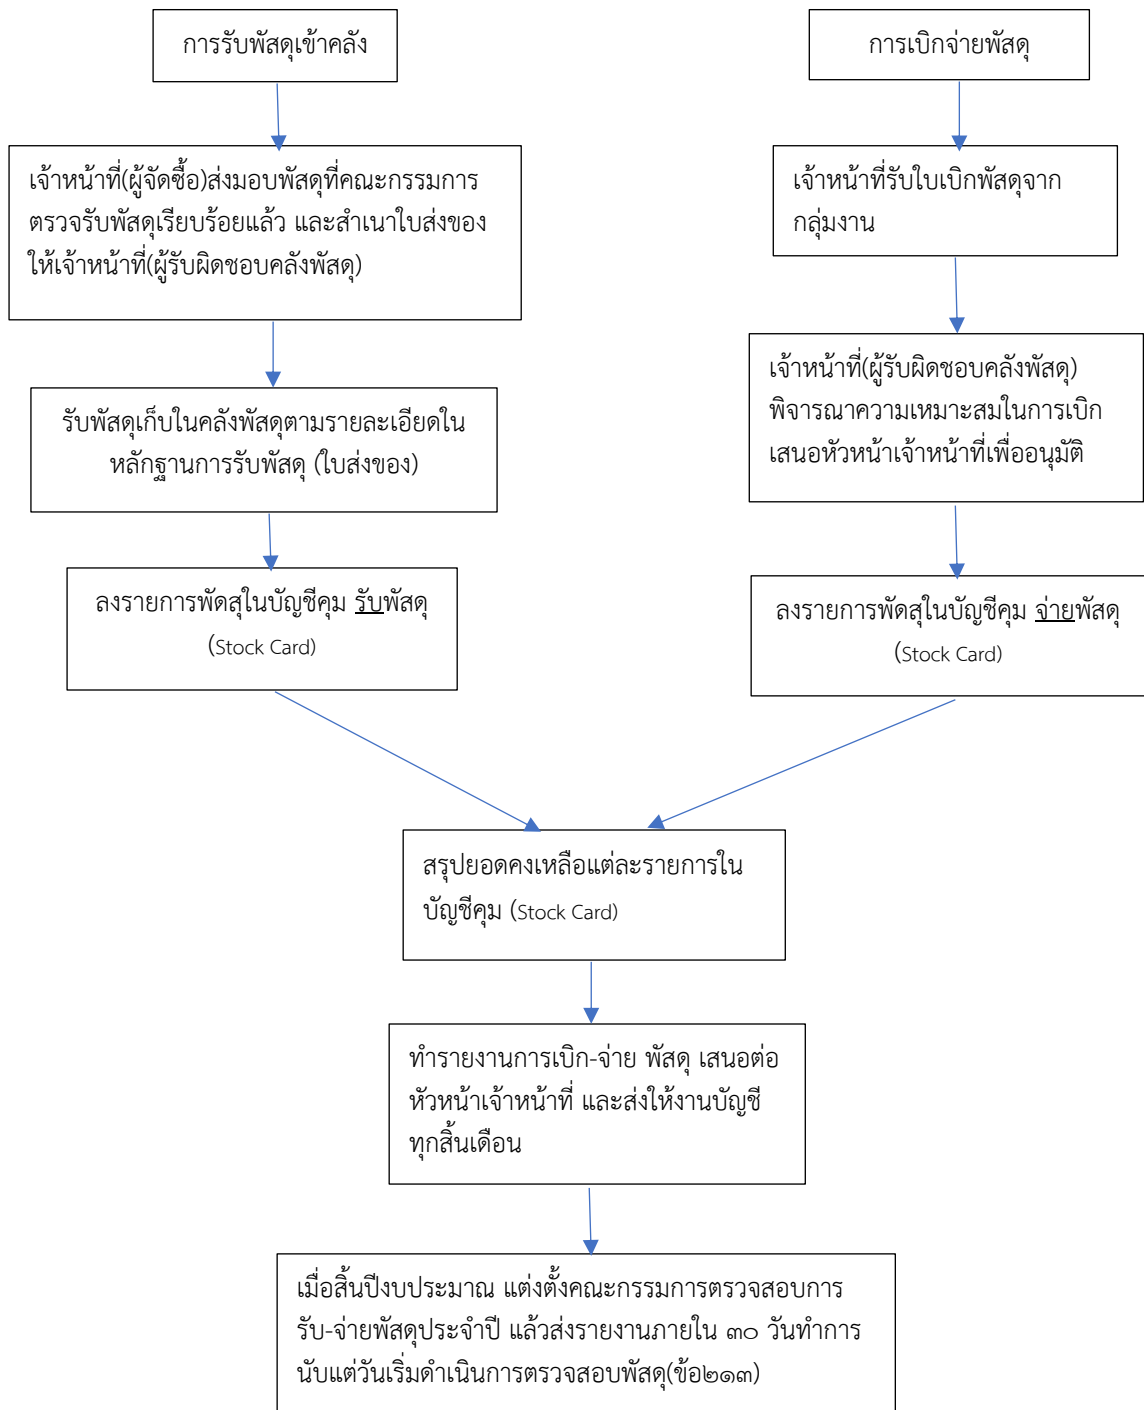 การรับพัสดุเข้าคลัง
เจ้าหน้าที่(ผู้จัดซื้อ)ส่งมอบพัสดุที่คณะกรรมการ
ตรวจรับพัสดุเรียบร้อยแล้ว และสำเนาใบส่งของ
ให้เจ้าหน้าที่(ผู้รับผิดชอบคลังพัสดุ)
รับพัสดุเก็บในคลังพัสดุตามรายละเอียดใน
หลักฐานการรับพัสดุ (ใบส่งของ)
ลงรายการพัดสุในบัญชีคุม รับพัสดุ
(Stock Card)
การเบิกจ่ายพัสดุ
เจ้าหน้าที่รับใบเบิกพัสดุจาก
กลุ่มงาน
เจ้าหน้าที่(ผู้รับผิดชอบคลังพัสดุ)
พิจารณาความเหมาะสมในการเบิก
เสนอหัวหน้าเจ้าหน้าที่เพื่ออนุมัติ
ลงรายการพัดสุในบัญชีคุม จ่ายพัสดุ
(Stock Card)
สรุปยอดคงเหลือแต่ละรายการใน
บัญชีคุม (Stock Card)
ทำรายงานการเบิก-จ่าย พัสดุ เสนอต่อ
หัวหน้าเจ้าหน้าที่ และส่งให้งานบัญชี
ทุกสิ้นเดือน
เมื่อสิ้นปีงบประมาณ แต่งตั้งคณะกรรมการตรวจสอบการ
รับ-จ่ายพัสดุประจำปี แล้วส่งรายงานภายใน ๓๐ วันทำการ
นับแต่วันเริ่มดำเนินการตรวจสอบพัสดุ(ข้อ๒๑๓)